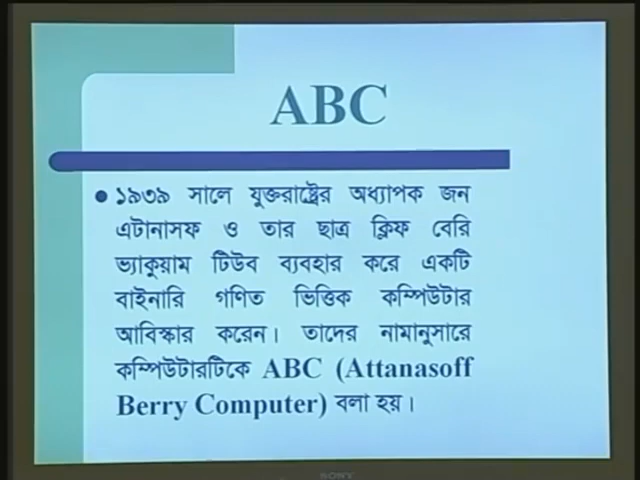 ABC
• ১৯৩৯ সালে যুক্তরাষ্ট্রের অধ্যাপক জন
এটানাসফ ও তার ছাত্র ক্লিফ বেরি
ভ্যাকুয়াম টিউব ব্যবহার করে একটি
বাইনারি গণিত ভিত্তিক কম্পিউটার
আবিস্কার করেন। তাদের নামানুসারে
কম্পিউটারটিকে ABC (Attanasoff
Berry Computer) বলা হয়।
SONY